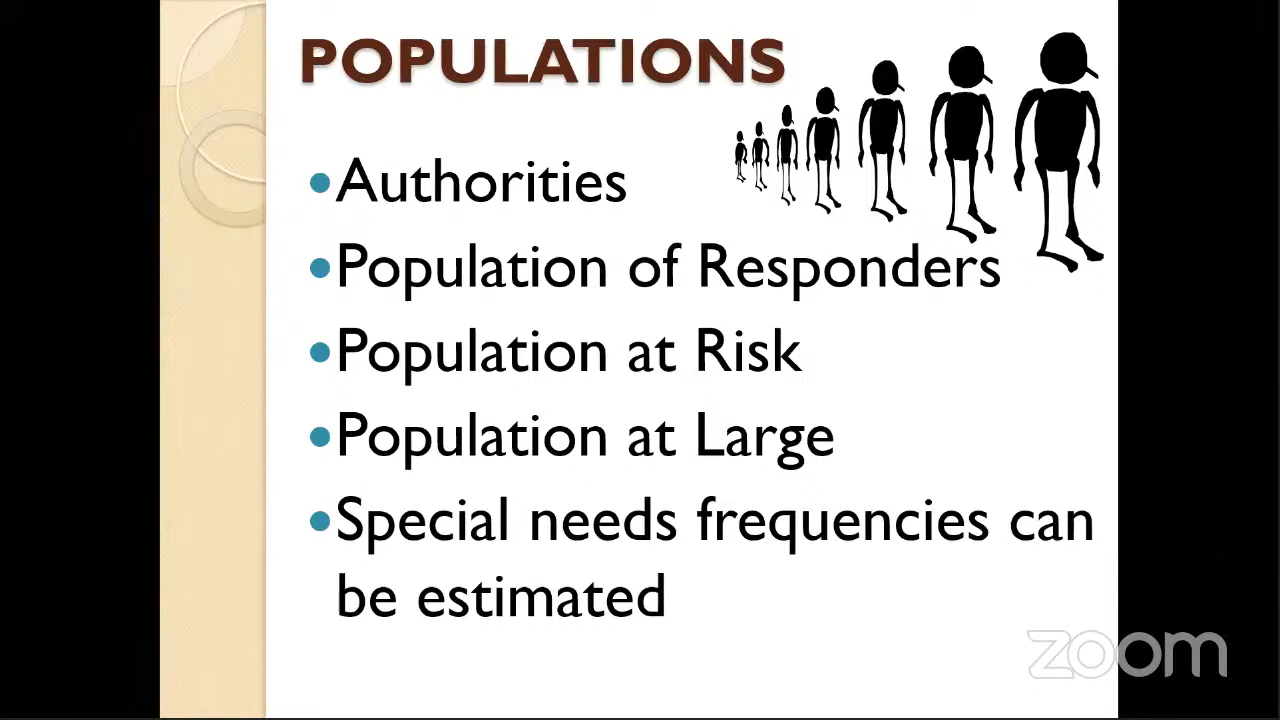 POPULATIONS
•Authorities
•Population of Responders
•Population at Risk
•Population at Large
•Special needs frequencies can
be estimated
zoom